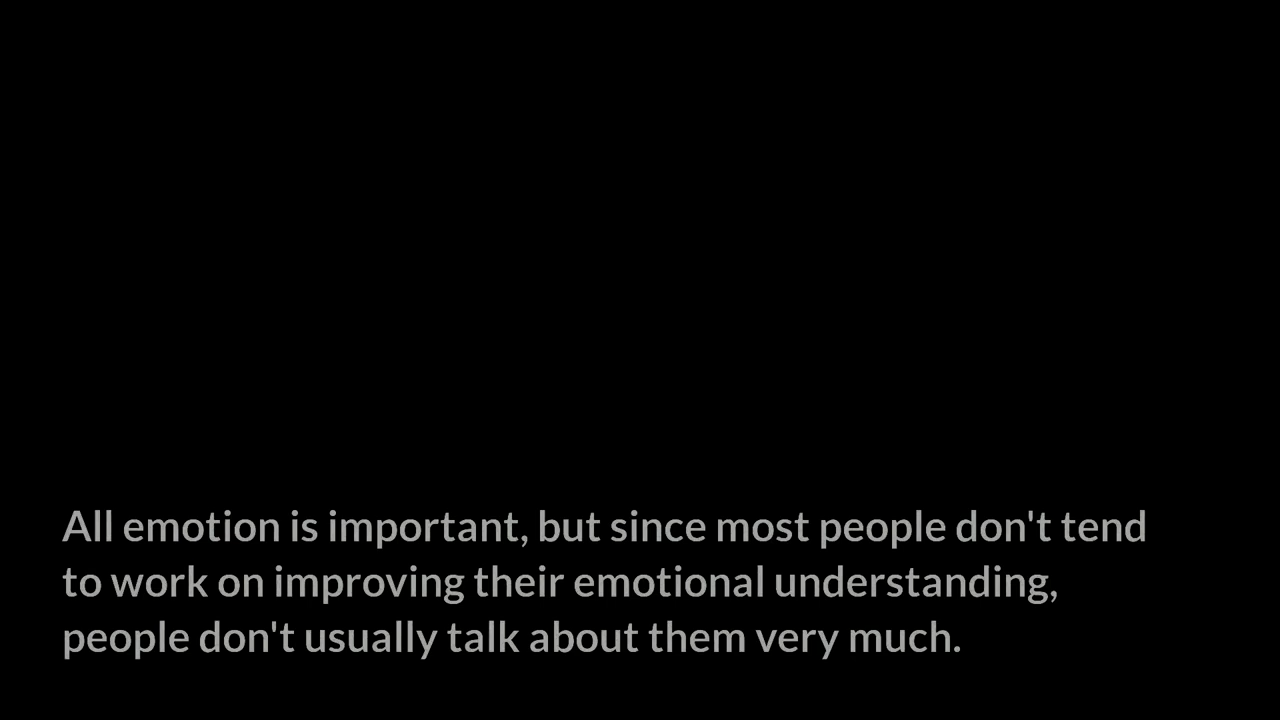 All emotion is important, but since most people don't tend
to work on improving their emotional understanding,
people don't usually talk about them very much.